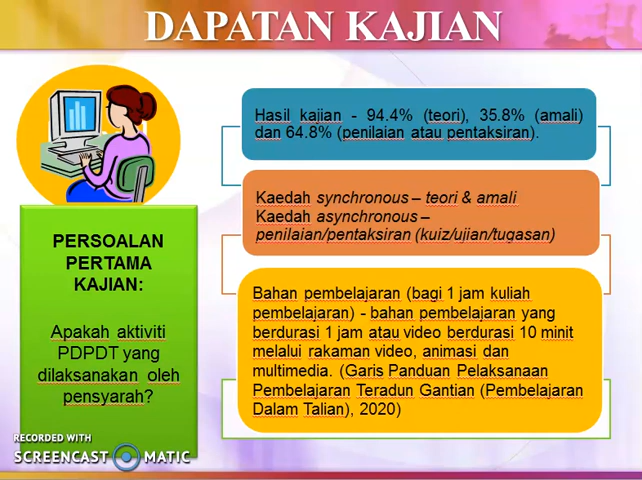 DAPATAN KAJIAN
Hasil kajian - 94.4% (teori), 35.8% (amali)
dan 64.8% (penilaian atau pentaksiran).
Kaedah synchronous – teori & amali
Kaedah asynchronous –
penilaian/pentaksiran (kuiz/ujian/tugasan)
PERSOALAN
PERTAMA
KAJIAN:
Apakah aktiviti
PDPDT yang
dilaksanakan oleh
pensyarah?
Bahan pembelajaran (bagi 1 jam kuliah
pembelajaran) - bahan pembelajaran yang
berdurasi 1 jam atau video berdurasi 10 minit
melalui rakaman video, animasi dan
multimedia. (Garis Panduan Pelaksanaan
Pembelajaran Teradun Gantian (Pembelajaran
Dalam Talian), 2020)
RECORDED WITH
SCREENCAST MATIC